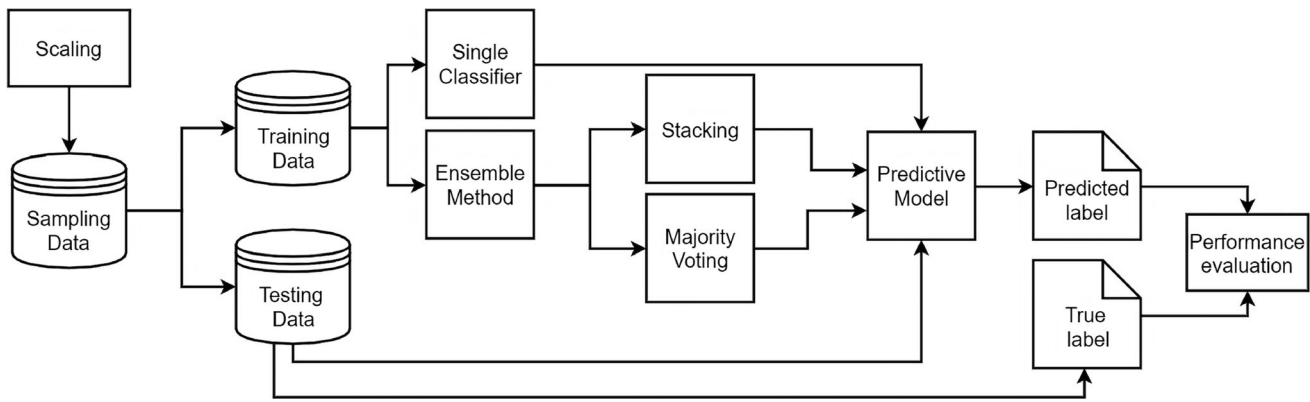 Scaling
Sampling
Data
Training
Data
Testing
Data
Single
Classifier
Ensemble
Method
Stacking
Majority
Voting
Predictive
Model
Predicted
label
True
label
Performance
evaluation